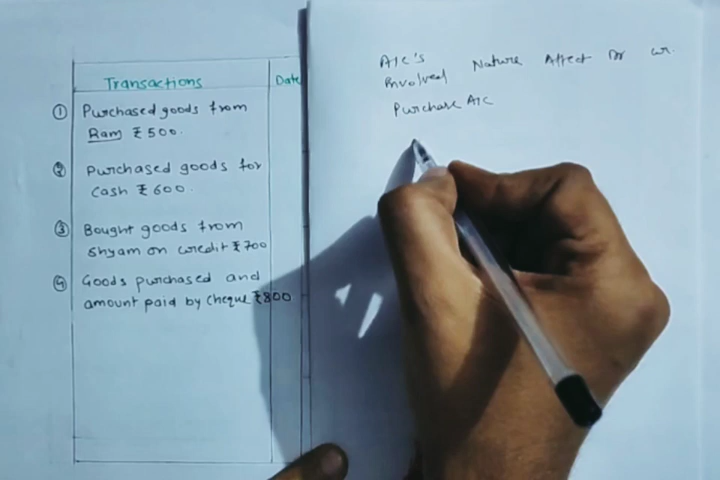 Transactions
Date
① Purchased goods from
Ram ₹500.
② Purchased goods for
cash ₹600.
③ Bought goods from
shyam on credit ₹700
④ Goods purchased and
amount paid by cheque ₹800
A/C's
Involved Nature Affect Dr cr.
Purchase A/C